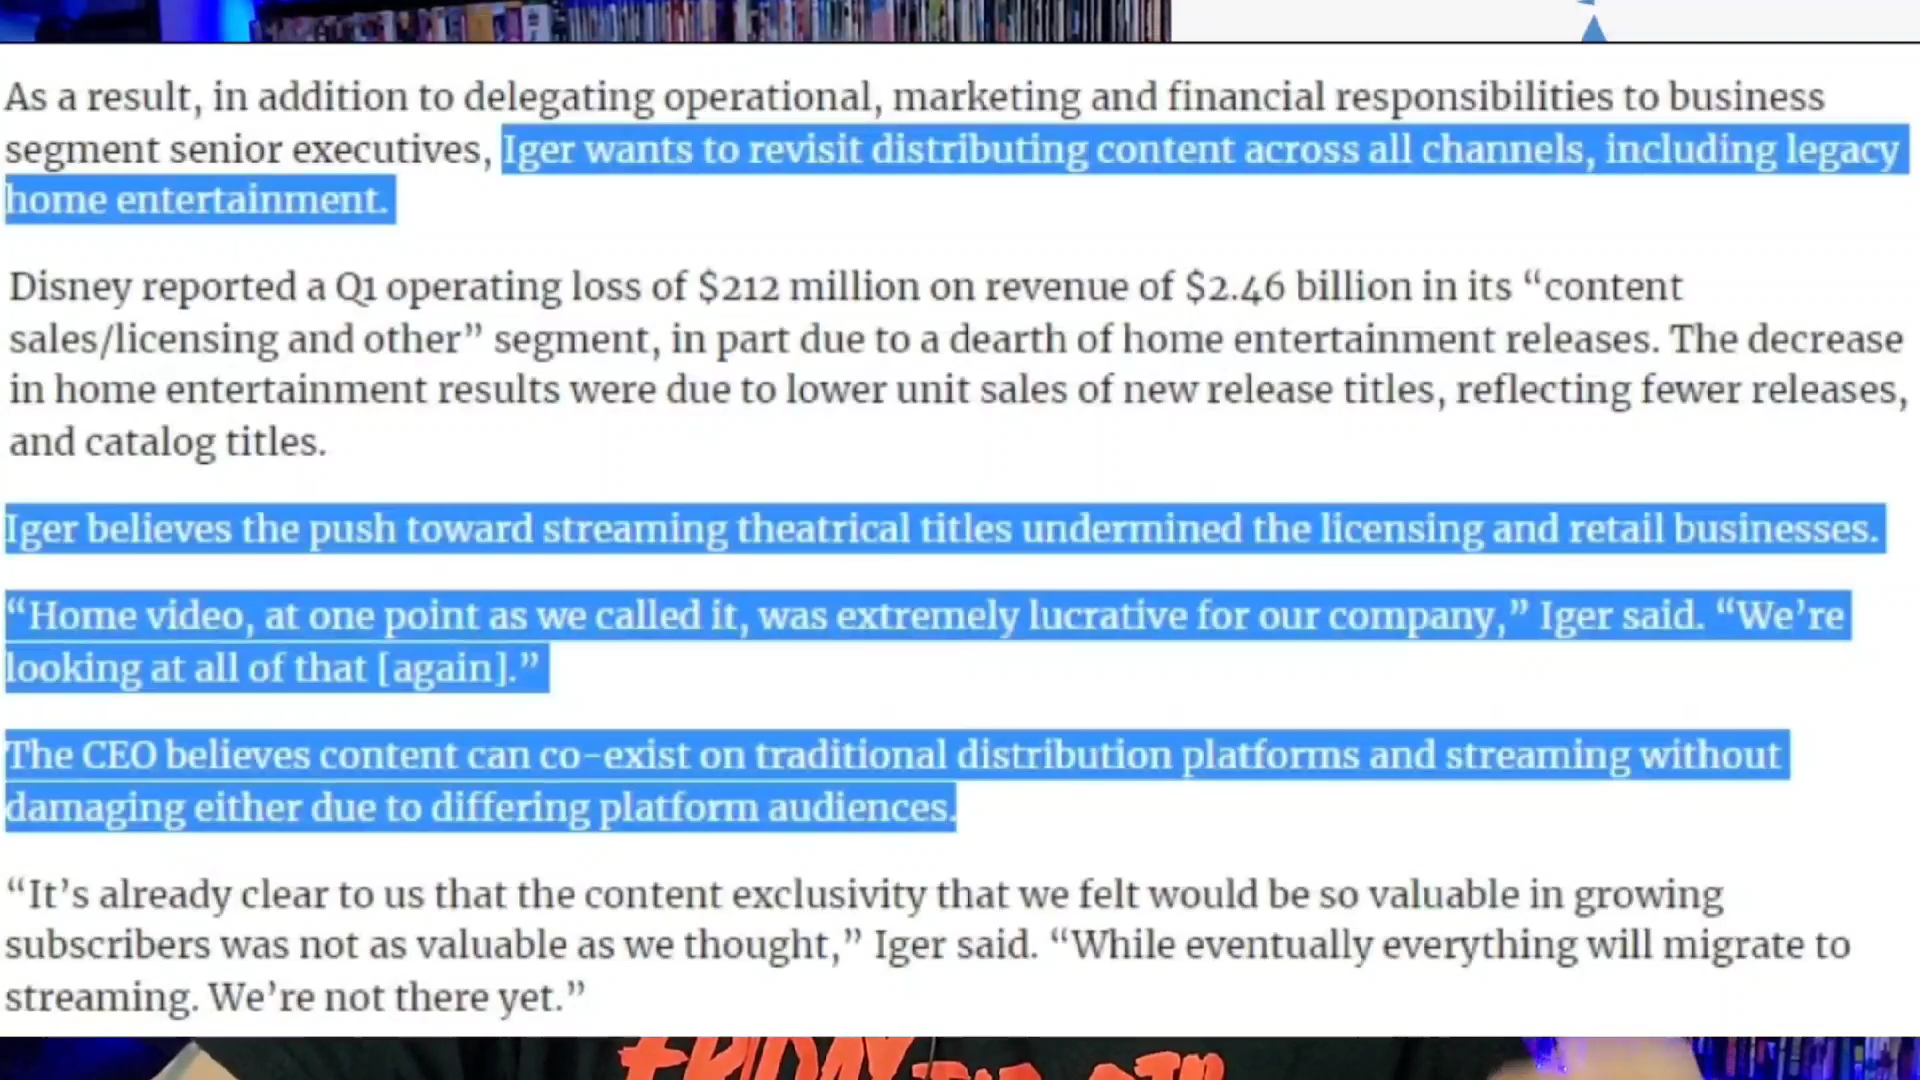 As a result, in addition to delegating operational, marketing and financial responsibilities to business
segment senior executives, Iger wants to revisit distributing content across all channels, including legacy
home entertainment.
Disney reported a Q1 operating loss of $212 million on revenue of $2.46 billion in its “content
sales/licensing and other” segment, in part due to a dearth of home entertainment releases. The decrease
in home entertainment results were due to lower unit sales of new release titles, reflecting fewer releases,
and catalog titles.
Iger believes the push toward streaming theatrical titles undermined the licensing and retail businesses.
“Home video, at one point as we called it, was extremely lucrative for our company,” Iger said. “We’re
looking at all of that [again].”
The CEO believes content can co-exist on traditional distribution platforms and streaming without
damaging either due to differing platform audiences.
“It’s already clear to us that the content exclusivity that we felt would be so valuable in growing
subscribers was not as valuable as we thought,” Iger said. “While eventually everything will migrate to
streaming. We’re not there yet.”
FRIDAY